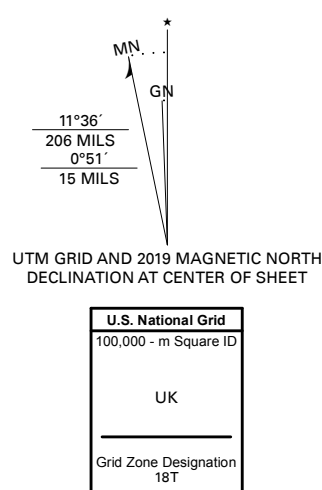 MN
GN
11°36´
206 MILS
0°51´
15 MILS
UTM GRID AND 2019 MAGNETIC NORTH
DECLINATION AT CENTER OF SHEET
U.S. National Grid
100,000 - m Square ID
UK
Grid Zone Designation
18T